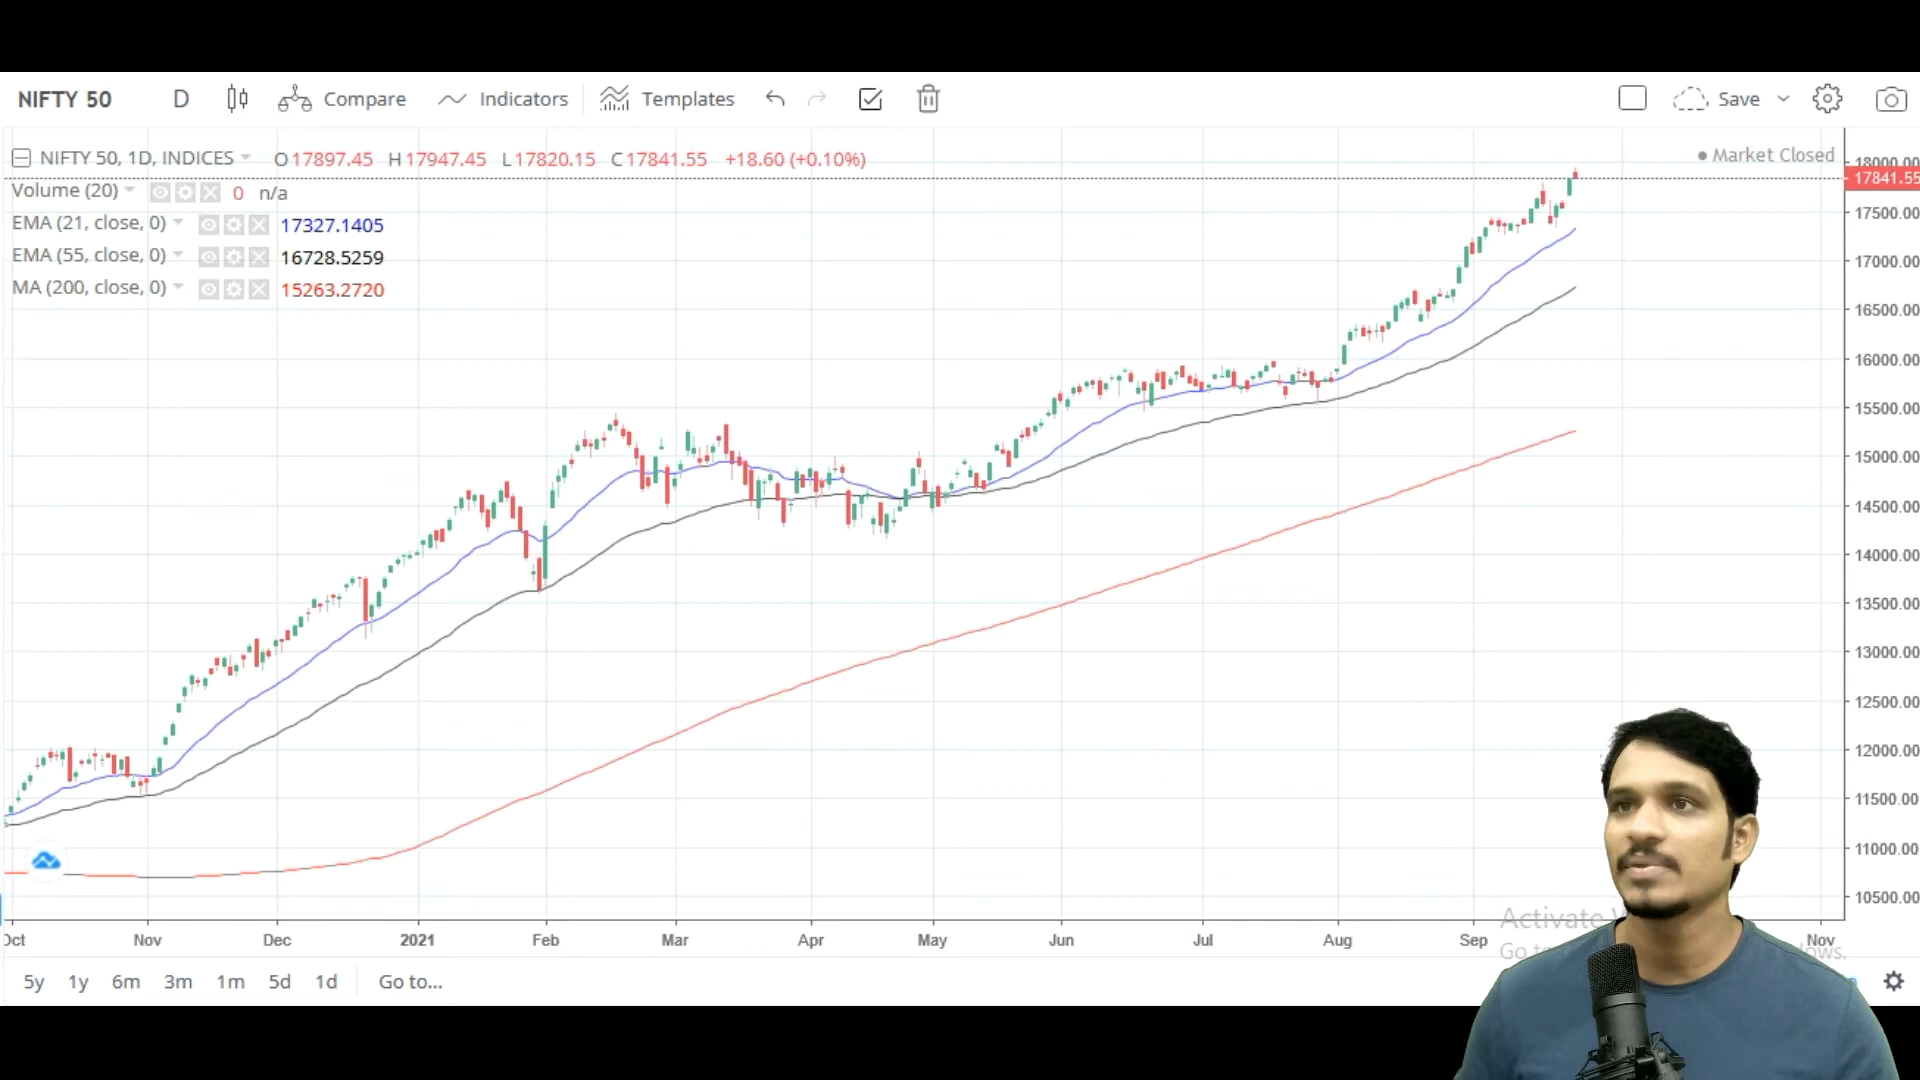 NIFTY 50 D Compare Indicators Templates Save
NIFTY 50, 1D, INDICES O17897.45 H17947.45 L17820.15 C17841.55 +18.60 (+0.10%)
Market Closed
Volume (20) 0 n/a
EMA (21, close, 0) 17327.1405
EMA (55, close, 0) 16728.5259
MA (200, close, 0) 15263.2720
18000.00
17841.55
17500.00
17000.00
16500.00
16000.00
15500.00
15000.00
14500.00
14000.00
13500.00
13000.00
12500.00
12000.00
11500.00
11000.00
10500.00
Activate
Go to
Oct Nov Dec 2021 Feb Mar Apr May Jun Jul Aug Sep Nov
5y 1y 6m 3m 1m 5d 1d Go to...